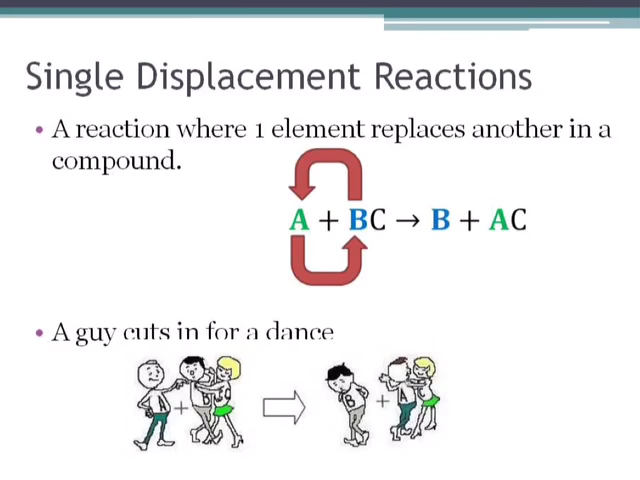 Single Displacement Reactions
• A reaction where 1 element replaces another in a
compound.
A + BC → B + AC
• A guy cuts in for a dance
A + B C
B + A C